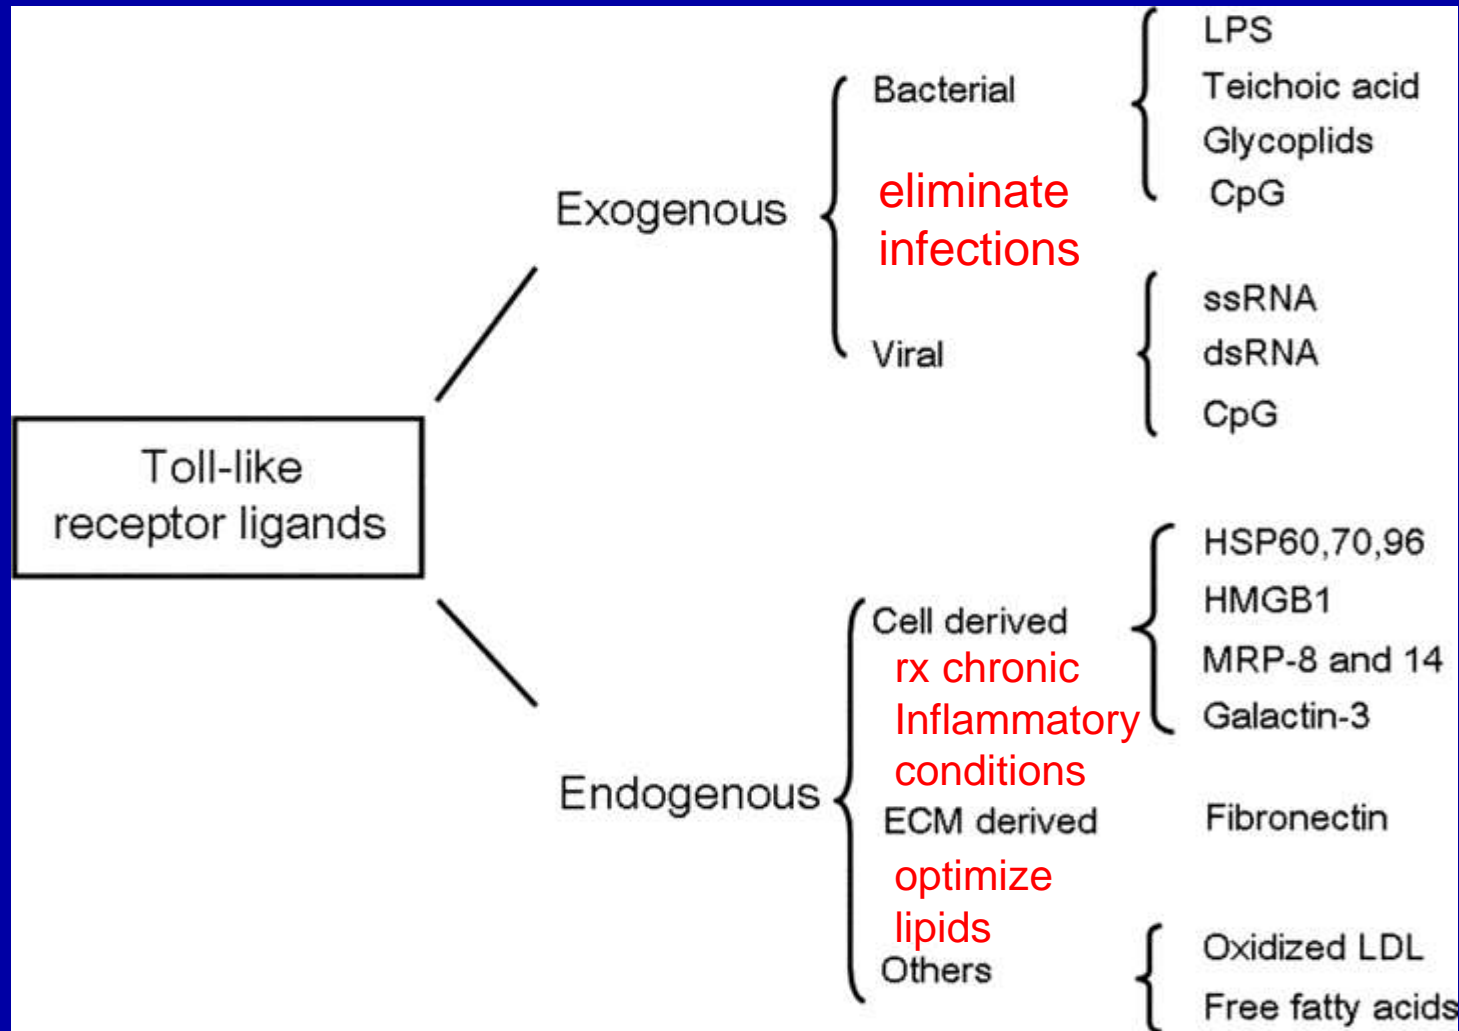 Toll-like
receptor ligands
Exogenous
Bacterial
LPS
Teichoic acid
Glycoplids
CpG
eliminate
infections
Viral
ssRNA
dsRNA
CpG
Endogenous
Cell derived
HSP60,70,96
HMGB1
MRP-8 and 14
Galactin-3
rx chronic
Inflammatory
conditions
ECM derived
Fibronectin
optimize
lipids
Others
Oxidized LDL
Free fatty acids